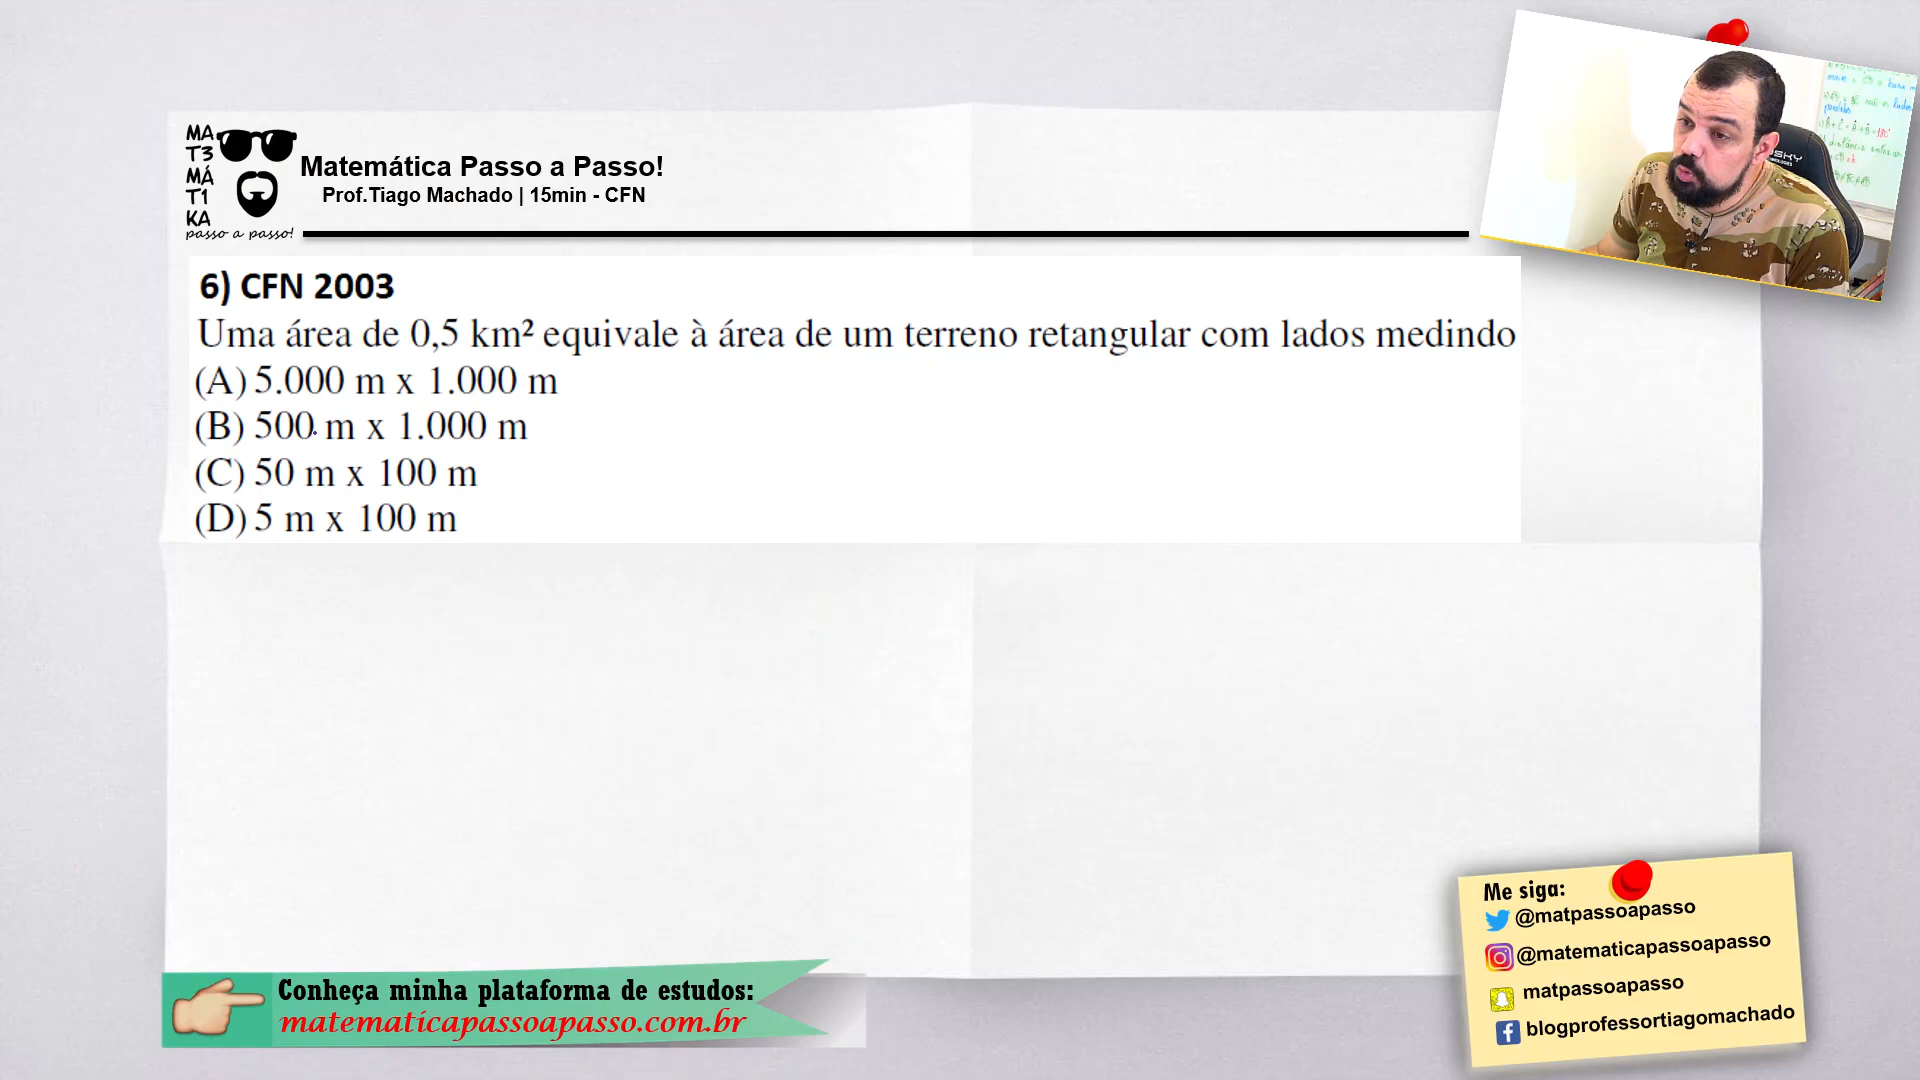 MA
T3
MÁ
T1
KA
passo a passo!
Matemática Passo a Passo!
Prof.Tiago Machado | 15min - CFN
6) CFN 2003
Uma área de 0,5 km² equivale à área de um terreno retangular com lados medindo
(A) 5.000 m x 1.000 m
(B) 500 m x 1.000 m
(C) 50 m x 100 m
(D) 5 m x 100 m
Me siga:
@matpassoapasso
@matematicapassoapasso
matpassoapasso
blogprofessortiagomachado
Conheça minha plataforma de estudos:
matematicapassoapasso.com.br